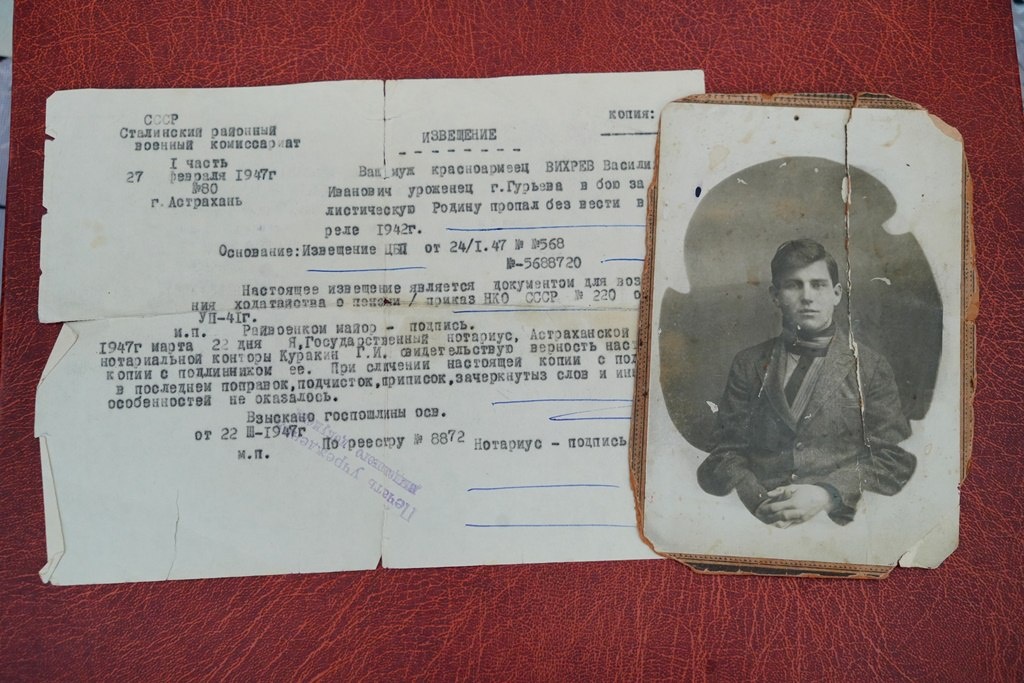 СССР
Сталинский районный
военный комиссариат
I часть
27 февраля 1947г
№80
г. Астрахань
копия:
ИЗВЕЩЕНИЕ
Ваш муж красноармеец ВИХРЕВ Васили
Иванович уроженец г.Гурьева в бою за
листическую Родину пропал без вести в
реле 1942г.
Основание:Извещение ЦБП от 24/I.47 № №568
№-5688720
Настоящее извещение является документом для воз
ния ходатайства о пенсии / приказ НКО СССР № 220 о
УП-41г.
м.п. Райвоенком майор - подпись.
1947г марта 22 дня Я,Государственный нотариус, Астраханской
нотариальной конторы Куракин Г.И. свидетельствую верность наст
копии с подлинником ее. При сличении настоящей копии с под
в последнем поправок,подчисток,приписок,зачеркнутыз слов и ин
особенностей не оказалось.
Взыскано госпошлины осв.
от 22 Ш-1947г
По реестру № 8872 Нотариус - подпись
м.п.
Печать учрежден